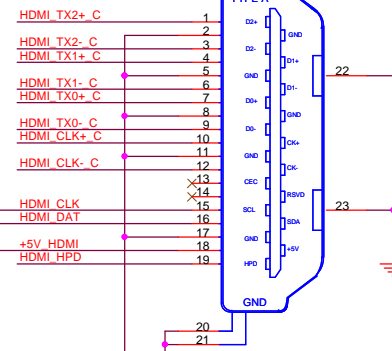 TYPE A
HDMI_TX2+_C 1 D2+
2 GND
HDMI_TX2-_C 3 D2-
HDMI_TX1+_C 4 D1+
5 GND 22
HDMI_TX1-_C 6 D1-
HDMI_TX0+_C 7 D0+
8 GND
HDMI_TX0-_C 9 D0-
HDMI_CLK+_C 10 CK+
11 GND
HDMI_CLK-_C 12 CK-
13 CEC
14 RSVD
HDMI_CLK 15 SCL 23
HDMI_DAT 16 SDA
17 GND
+5V_HDMI 18 +5V
HDMI_HPD 19 HPD
GND
20
21